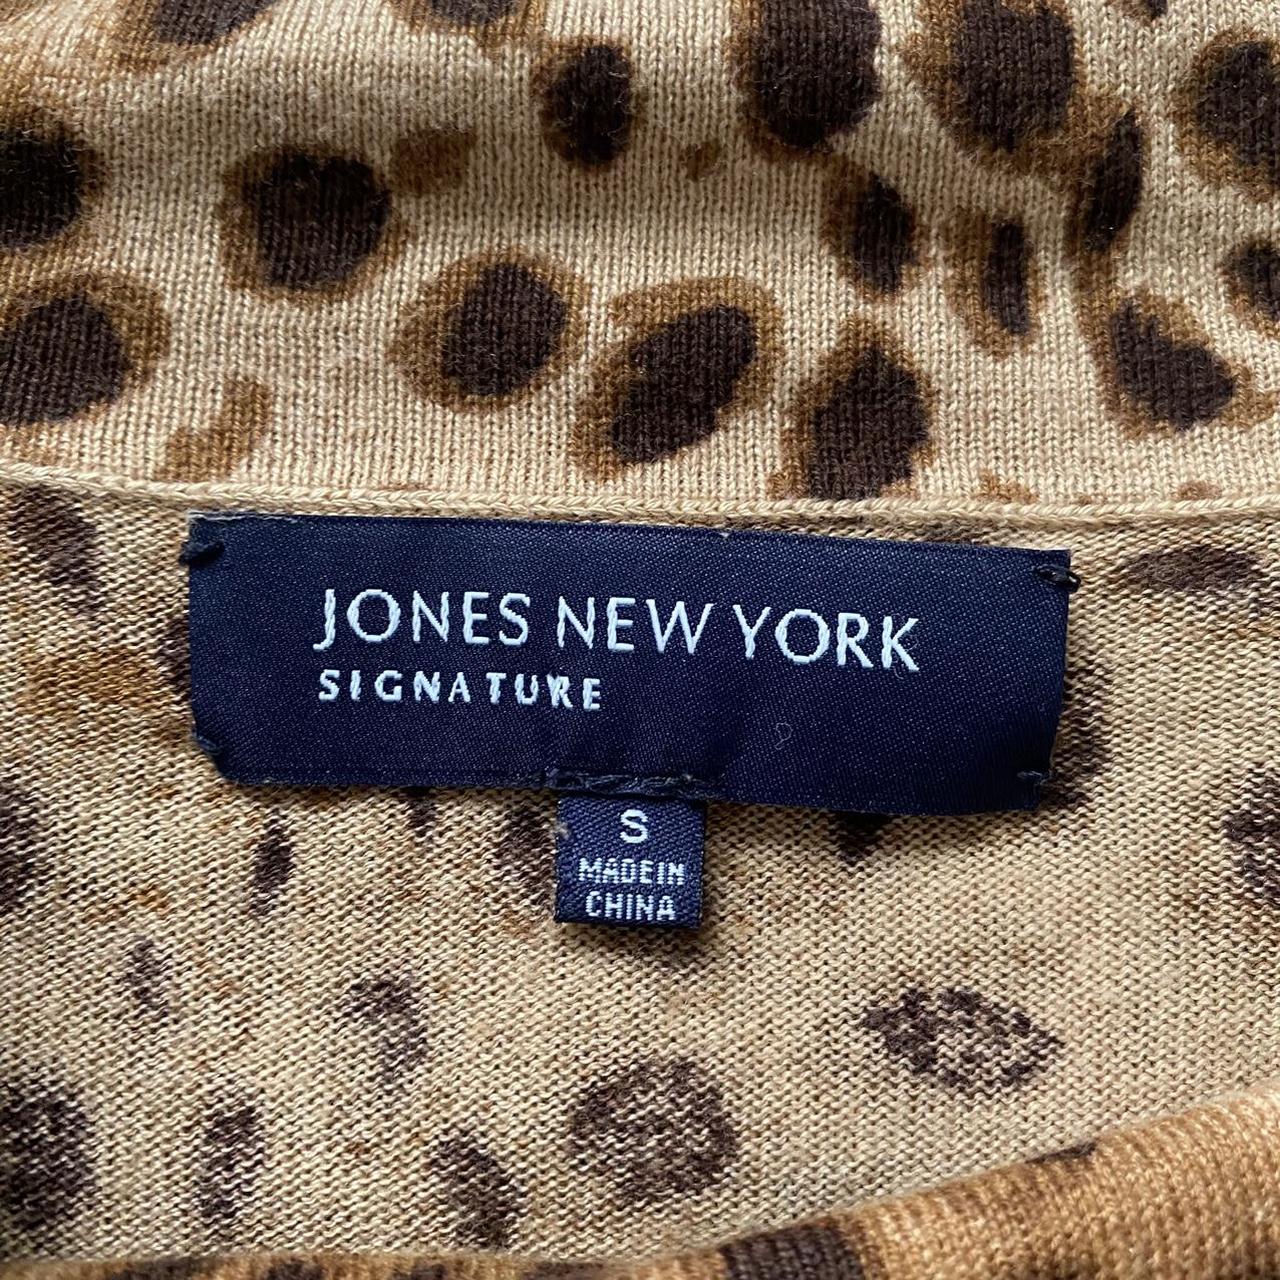 JONES NEW YORK
SIGNATURE
S
MADE IN
CHINA